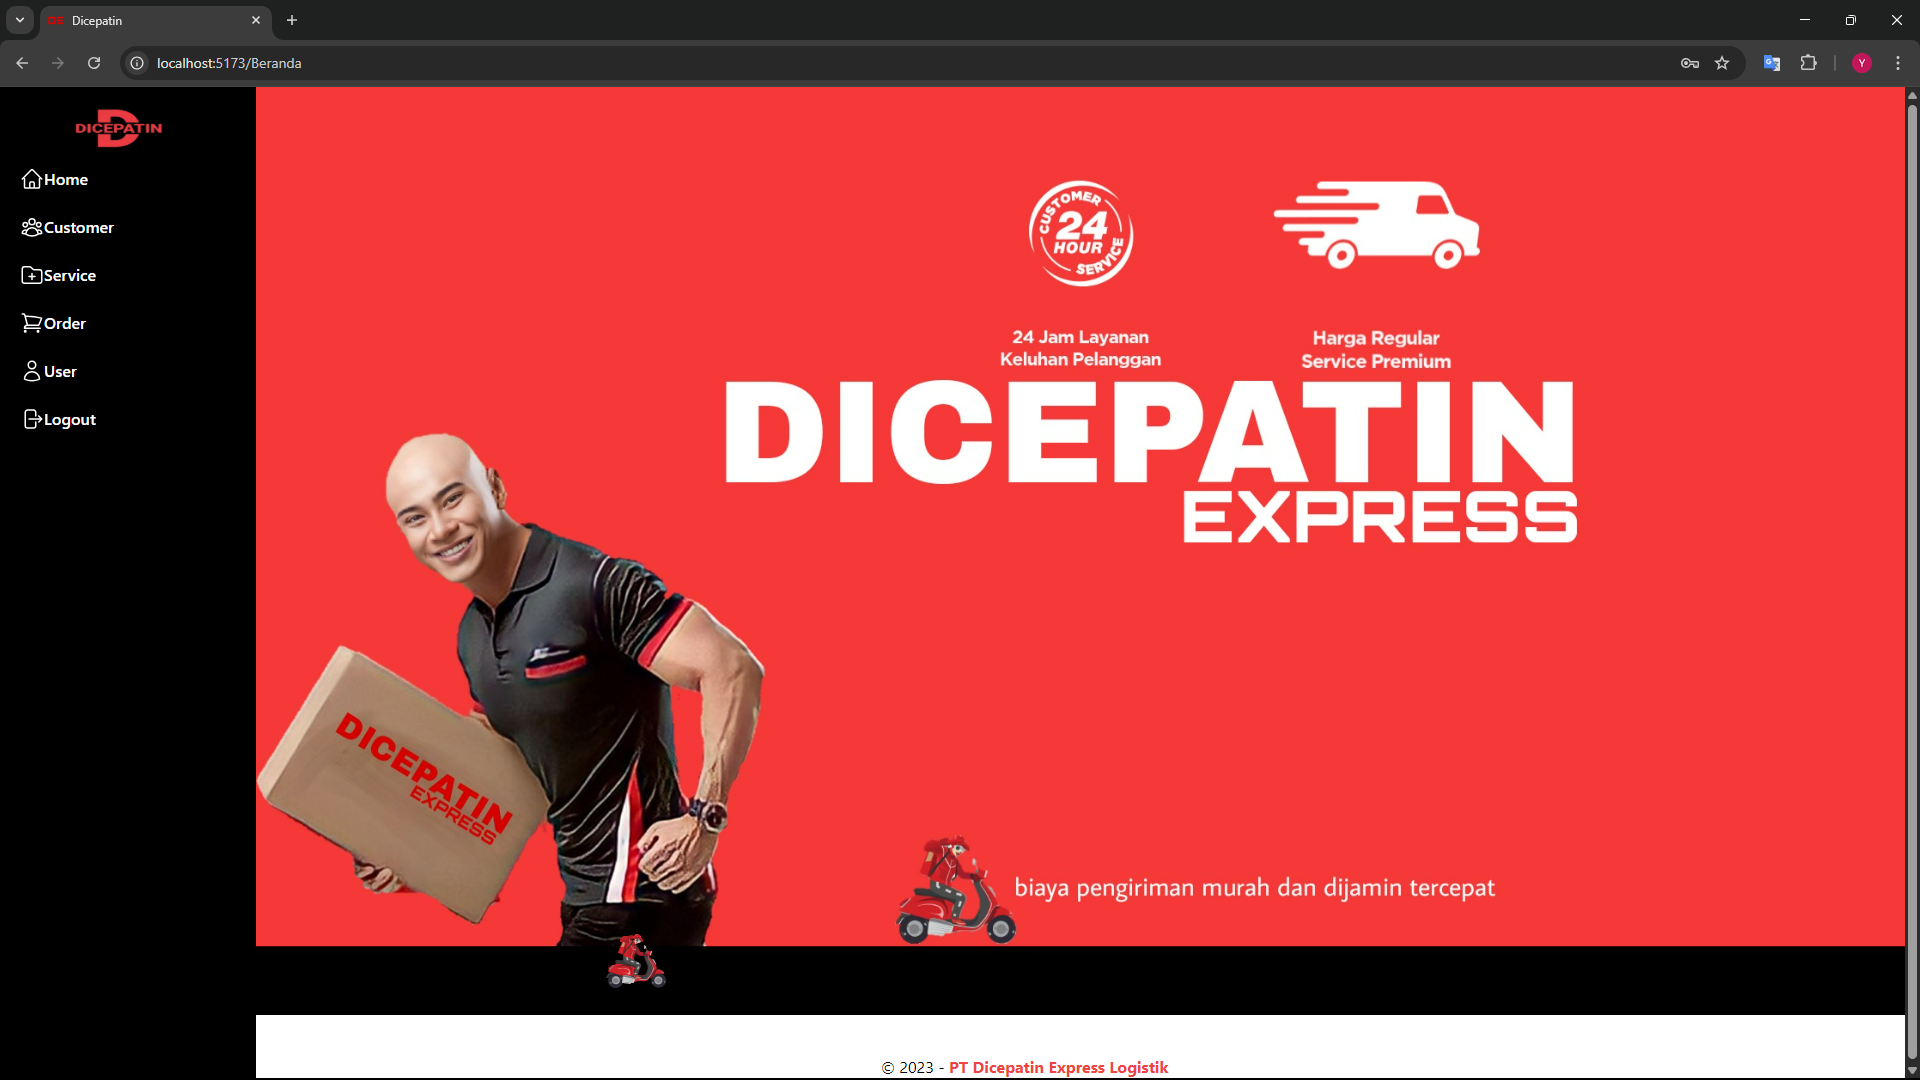 Dicepatin
localhost:5173/Beranda
Y
DICEPATIN
Home
Customer
Service
Order
User
Logout
CUSTOMER
24
HOUR
SERVICE
24 Jam Layanan
Keluhan Pelanggan
Harga Regular
Service Premium
DICEPATIN
EXPRESS
DICEPATIN
EXPRESS
biaya pengiriman murah dan dijamin tercepat
© 2023 - PT Dicepatin Express Logistik